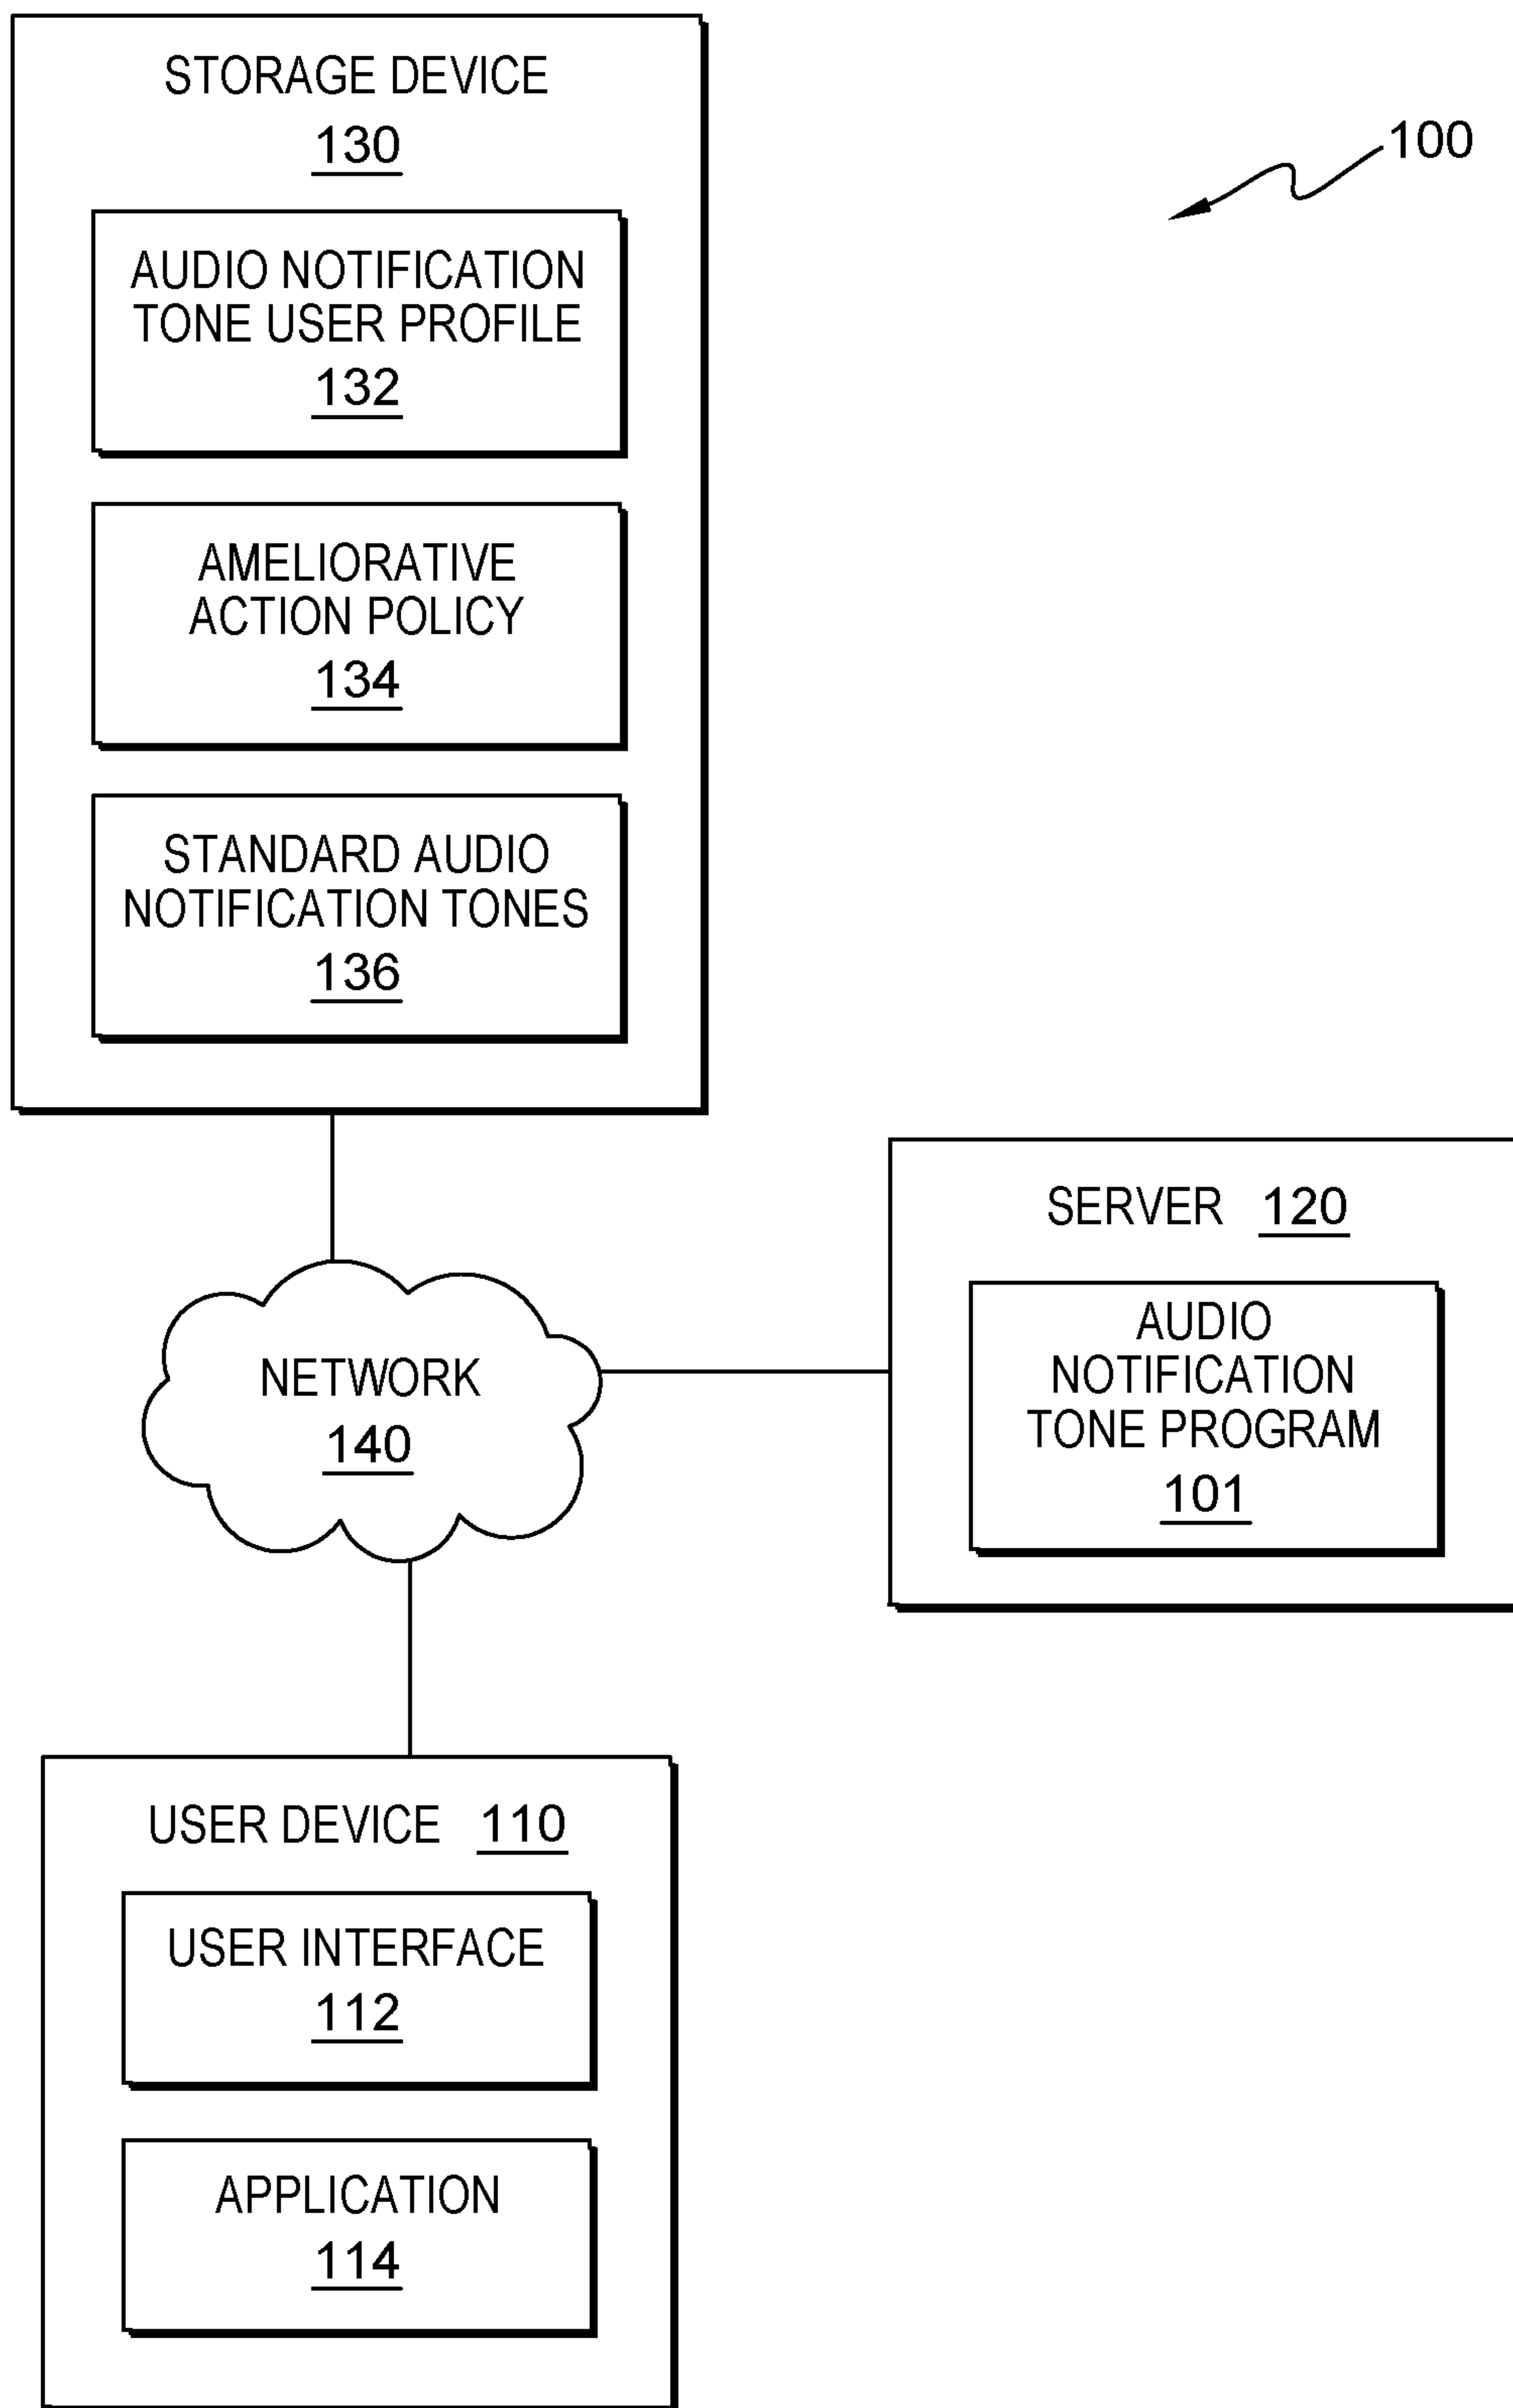 STORAGE DEVICE
130
100
AUDIO NOTIFICATION
TONE USER PROFILE
132
AMELIORATIVE
ACTION POLICY
134
STANDARD AUDIO
NOTIFICATION TONES
136
SERVER 120
AUDIO
NOTIFICATION
TONE PROGRAM
101
NETWORK
140
USER DEVICE 110
USER INTERFACE
112
APPLICATION
114